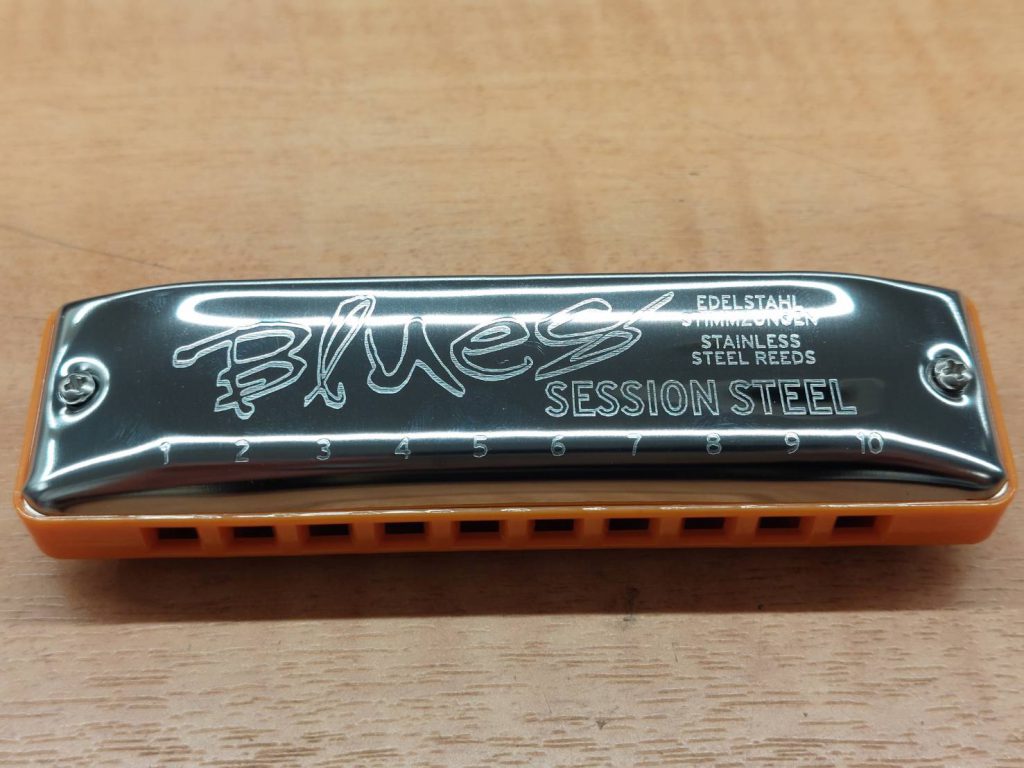 Blues
EDELSTAHL
STIMMZUNGEN
STAINLESS
STEEL REEDS
SESSION STEEL
1 2 3 4 5 6 7 8 9 10